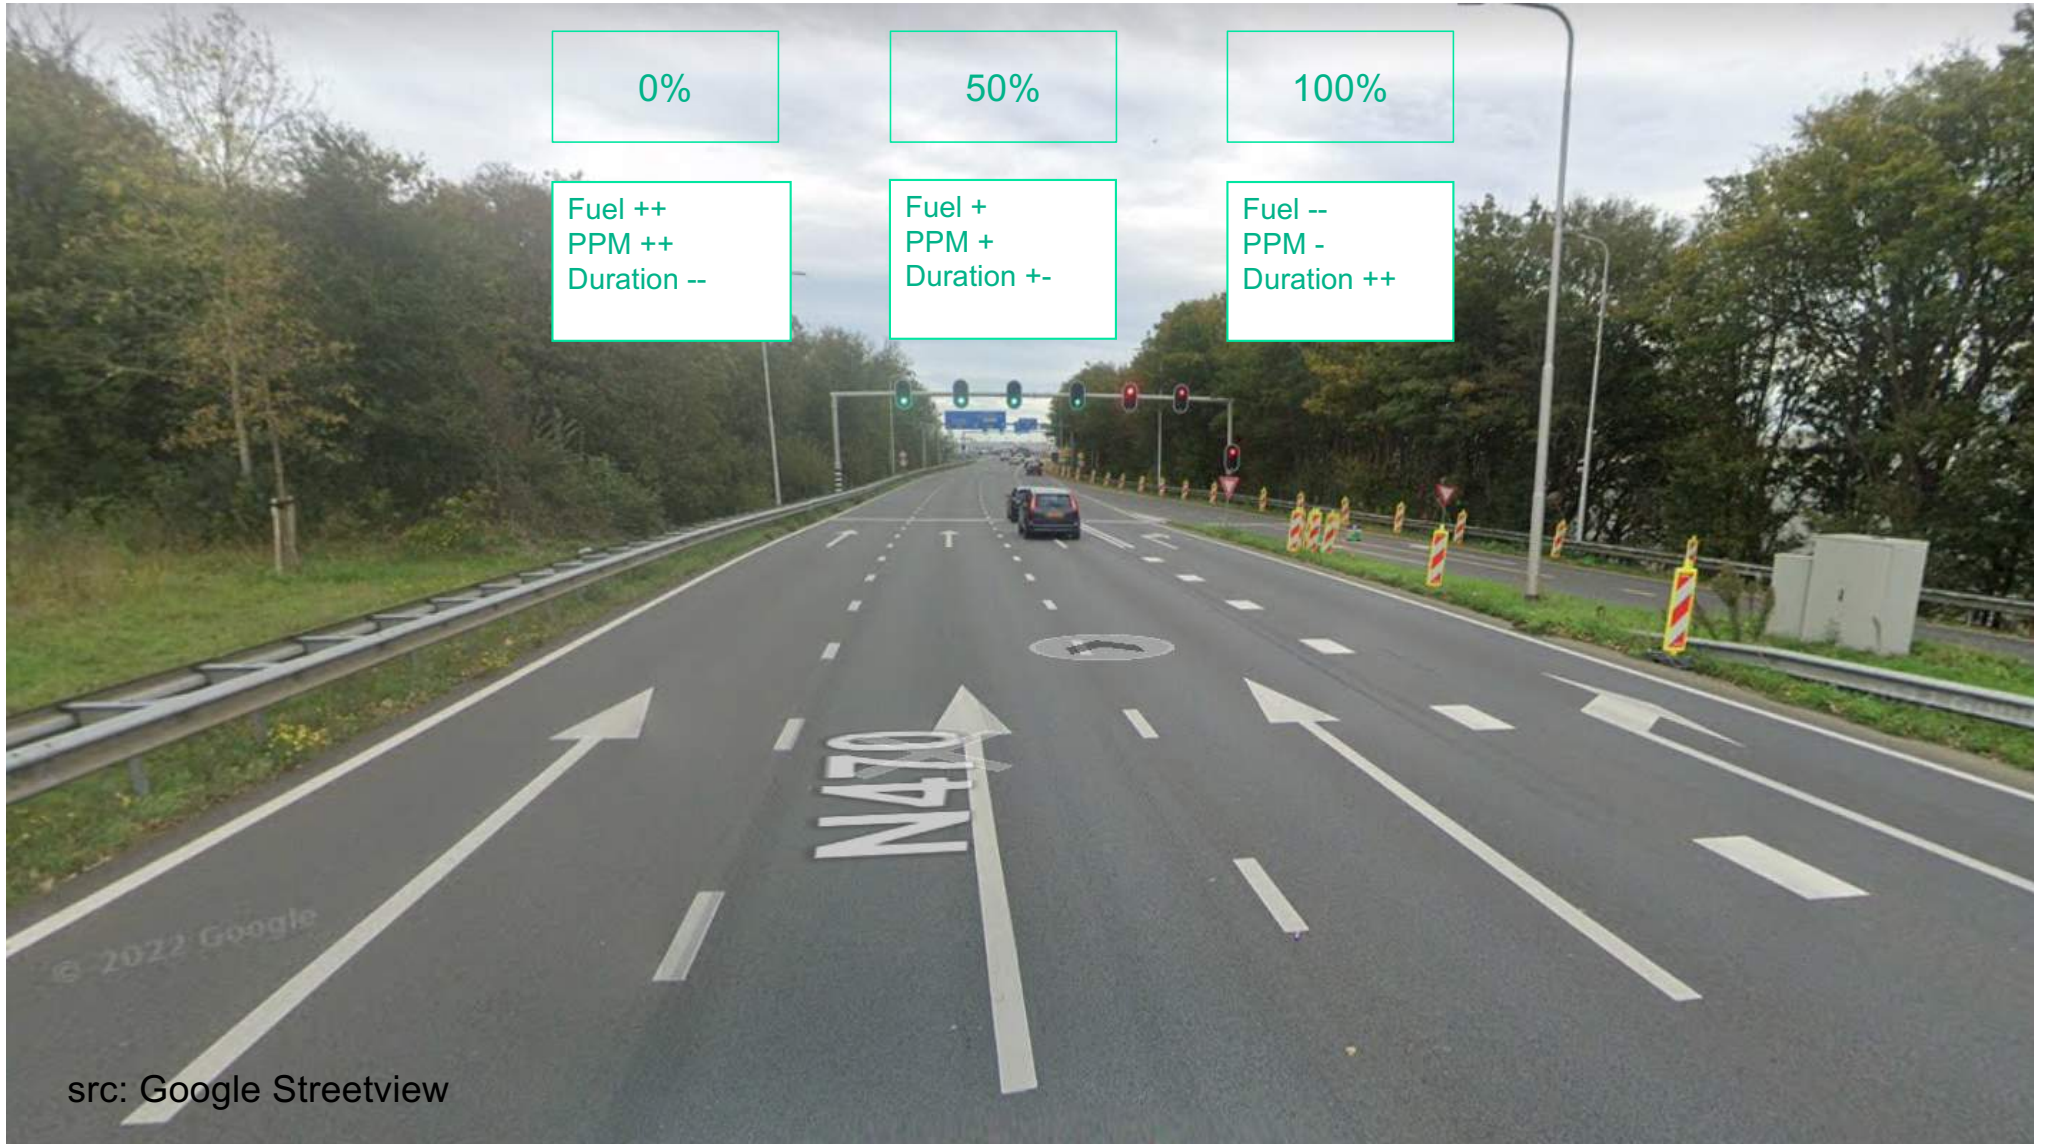 0%
50%
100%
Fuel ++
PPM ++
Duration --
Fuel +
PPM +
Duration +-
Fuel --
PPM -
Duration ++
N470
© 2022 Google
src: Google Streetview